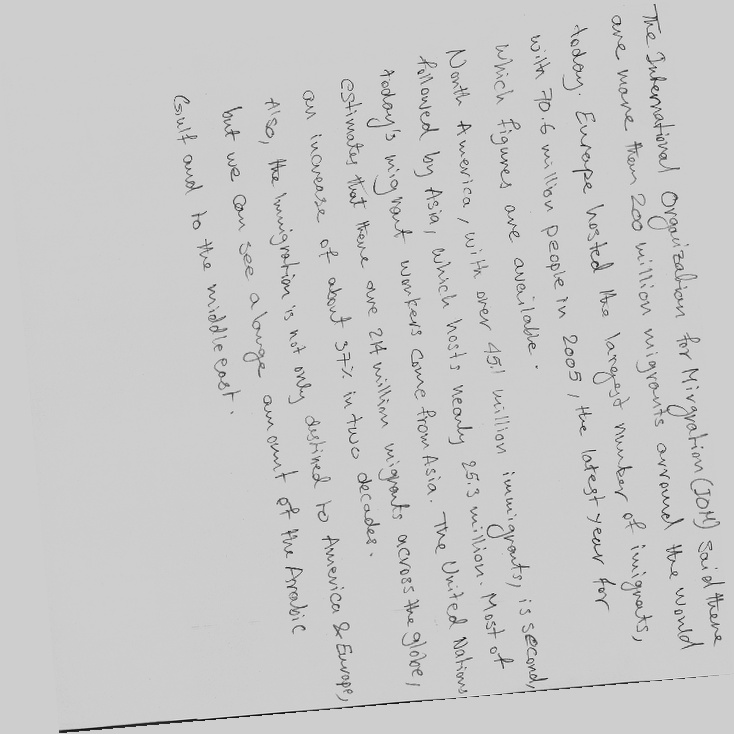 The International Organization for Mirgration (IOM) said there
are more than 200 million migrants arround the world
today. Europe hosted the largest number of imigrats,
with 70.6 million people in 2005, the latest year for
which figures are available.
North America, with over 45.1 million immigrants, is second,
followed by Asia, which hosts nearly 25.3 million. Most of
today's migrant workers come from Asia. The United Nations
estimates that there are 214 million migrants across the globe,
an increase of about 37% in two decades.
Also, the Immigration is not only distined to America & Europe,
but we can see a large amount of the Arabic
Gulf and to the middle east.